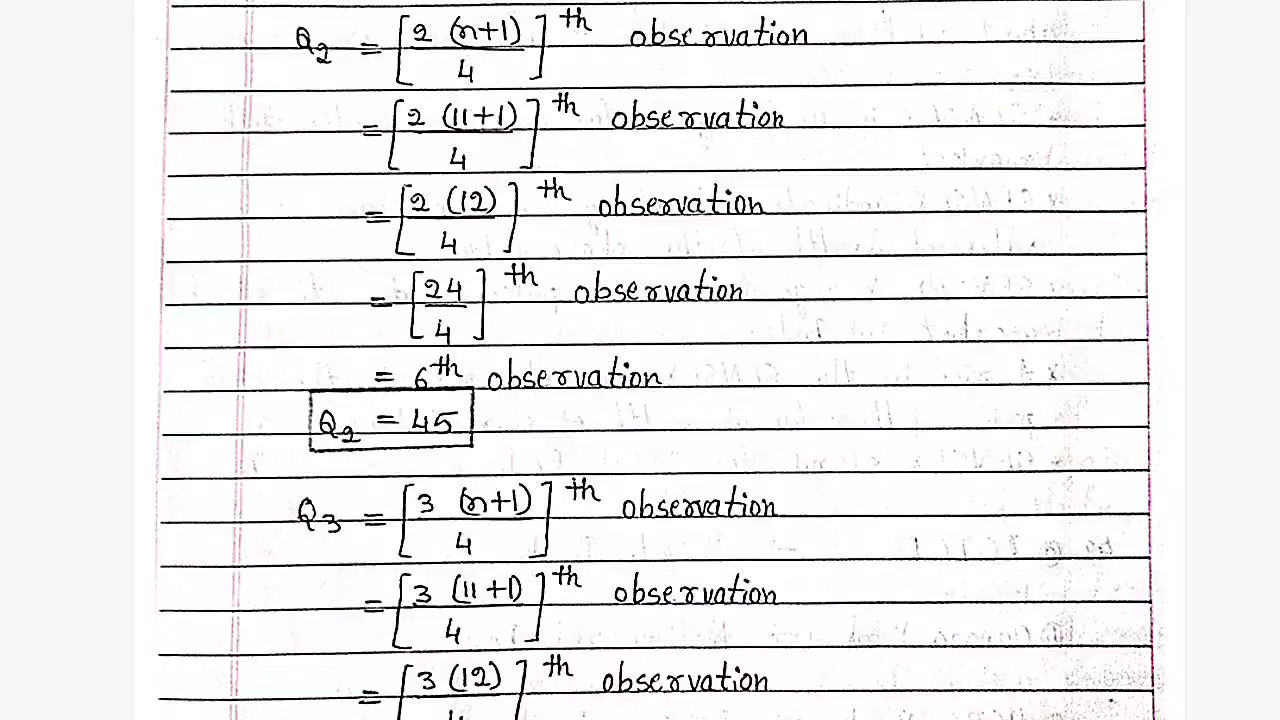 Q2 = [2 (n+1) / 4]th observation
= [2 (11+1) / 4]th observation
= [2 (12) / 4]th observation
= [24 / 4]th observation
= 6th observation
Q2 = 45
Q3 = [3 (n+1) / 4]th observation
= [3 (11+1) / 4]th observation
= [3 (12) / 4]th observation